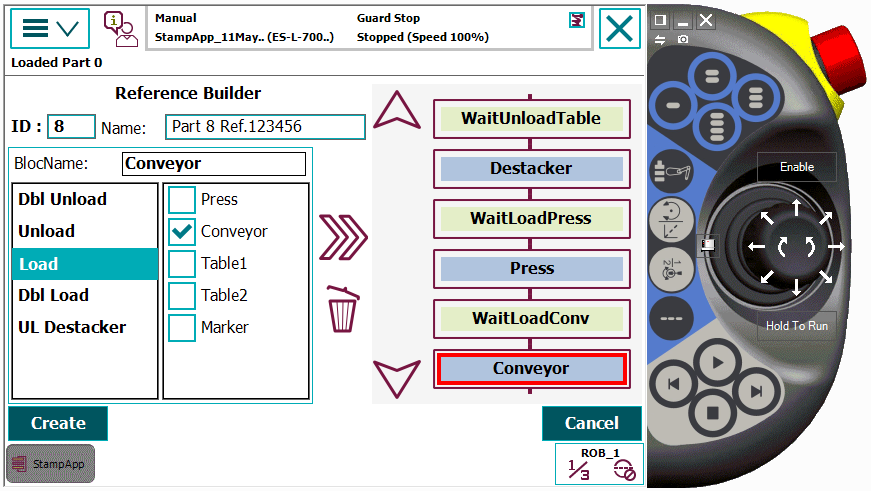 Manual
Guard Stop
StampApp_11May.. (ES-L-700..)
Stopped (Speed 100%)
Loaded Part 0
Reference Builder
ID : 8 Name: Part 8 Ref.123456
BlocName: Conveyor
Dbl Unload
Unload
Load
Dbl Load
UL Destacker
Press
Conveyor
Table1
Table2
Marker
WaitUnloadTable
Destacker
WaitLoadPress
Press
WaitLoadConv
Conveyor
Create
Cancel
StampApp
ROB_1
1/3
Enable
Hold To Run